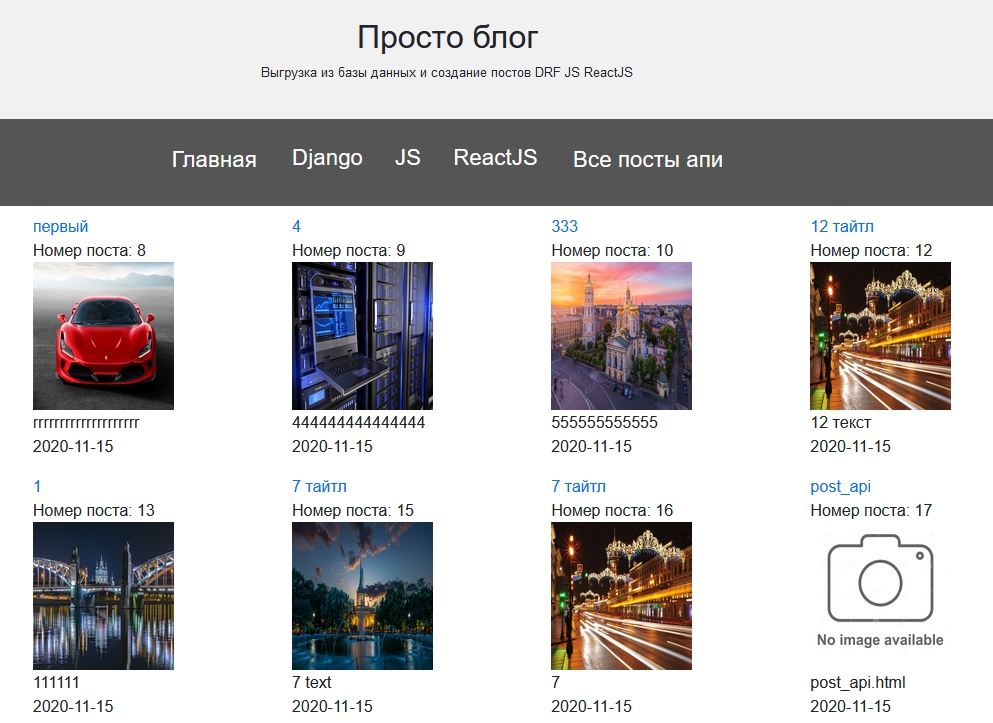 Просто блог
Выгрузка из базы данных и создание постов DRF JS ReactJS
Главная Django JS ReactJS Все посты апи
первый
Номер поста: 8
rrrrrrrrrrrrrrrrrrrr
2020-11-15
4
Номер поста: 9
444444444444444
2020-11-15
333
Номер поста: 10
555555555555
2020-11-15
12 тайтл
Номер поста: 12
12 текст
2020-11-15
1
Номер поста: 13
111111
2020-11-15
7 тайтл
Номер поста: 15
7 text
2020-11-15
7 тайтл
Номер поста: 16
7
2020-11-15
post_api
Номер поста: 17
No image available
post_api.html
2020-11-15